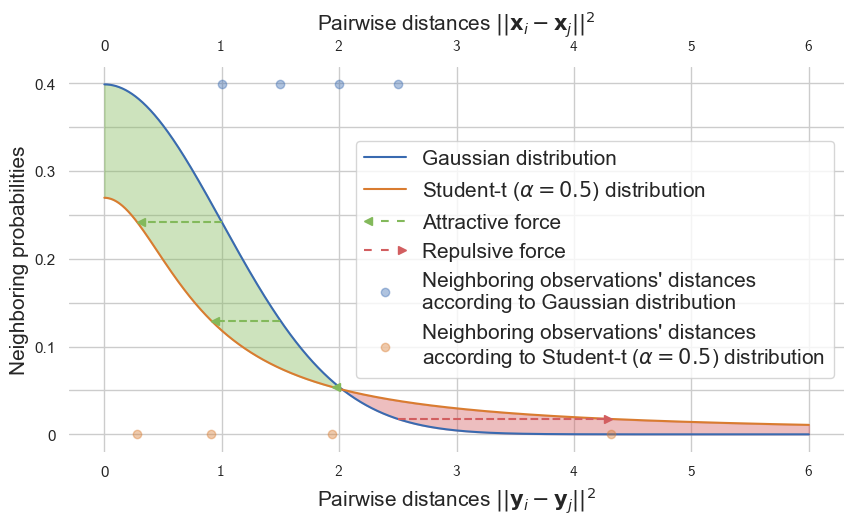 Pairwise distances ||𝐱ᵢ − 𝐱ⱼ||²
0 1 2 3 4 5 6
Neighboring probabilities
0.4
0.3
0.2
0.1
0
Gaussian distribution
Student-t (α = 0.5) distribution
Attractive force
Repulsive force
Neighboring observations' distances
according to Gaussian distribution
Neighboring observations' distances
according to Student-t (α = 0.5) distribution
0 1 2 3 4 5 6
Pairwise distances ||𝐲ᵢ − 𝐲ⱼ||²